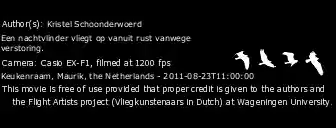 Author(s): Kristel Schoonderwoerd
Een nachtvlinder vliegt op vanuit rust vanwege
verstoring.
Camera: Casio EX-F1, filmed at 1200 fps
Keukenraam, Maurik, the Netherlands - 2011-08-23T11:00:00
This movie is free of use provided that proper credit is given to the authors and
the Flight Artists project (Vliegkunstenaars in Dutch) at Wageningen University.